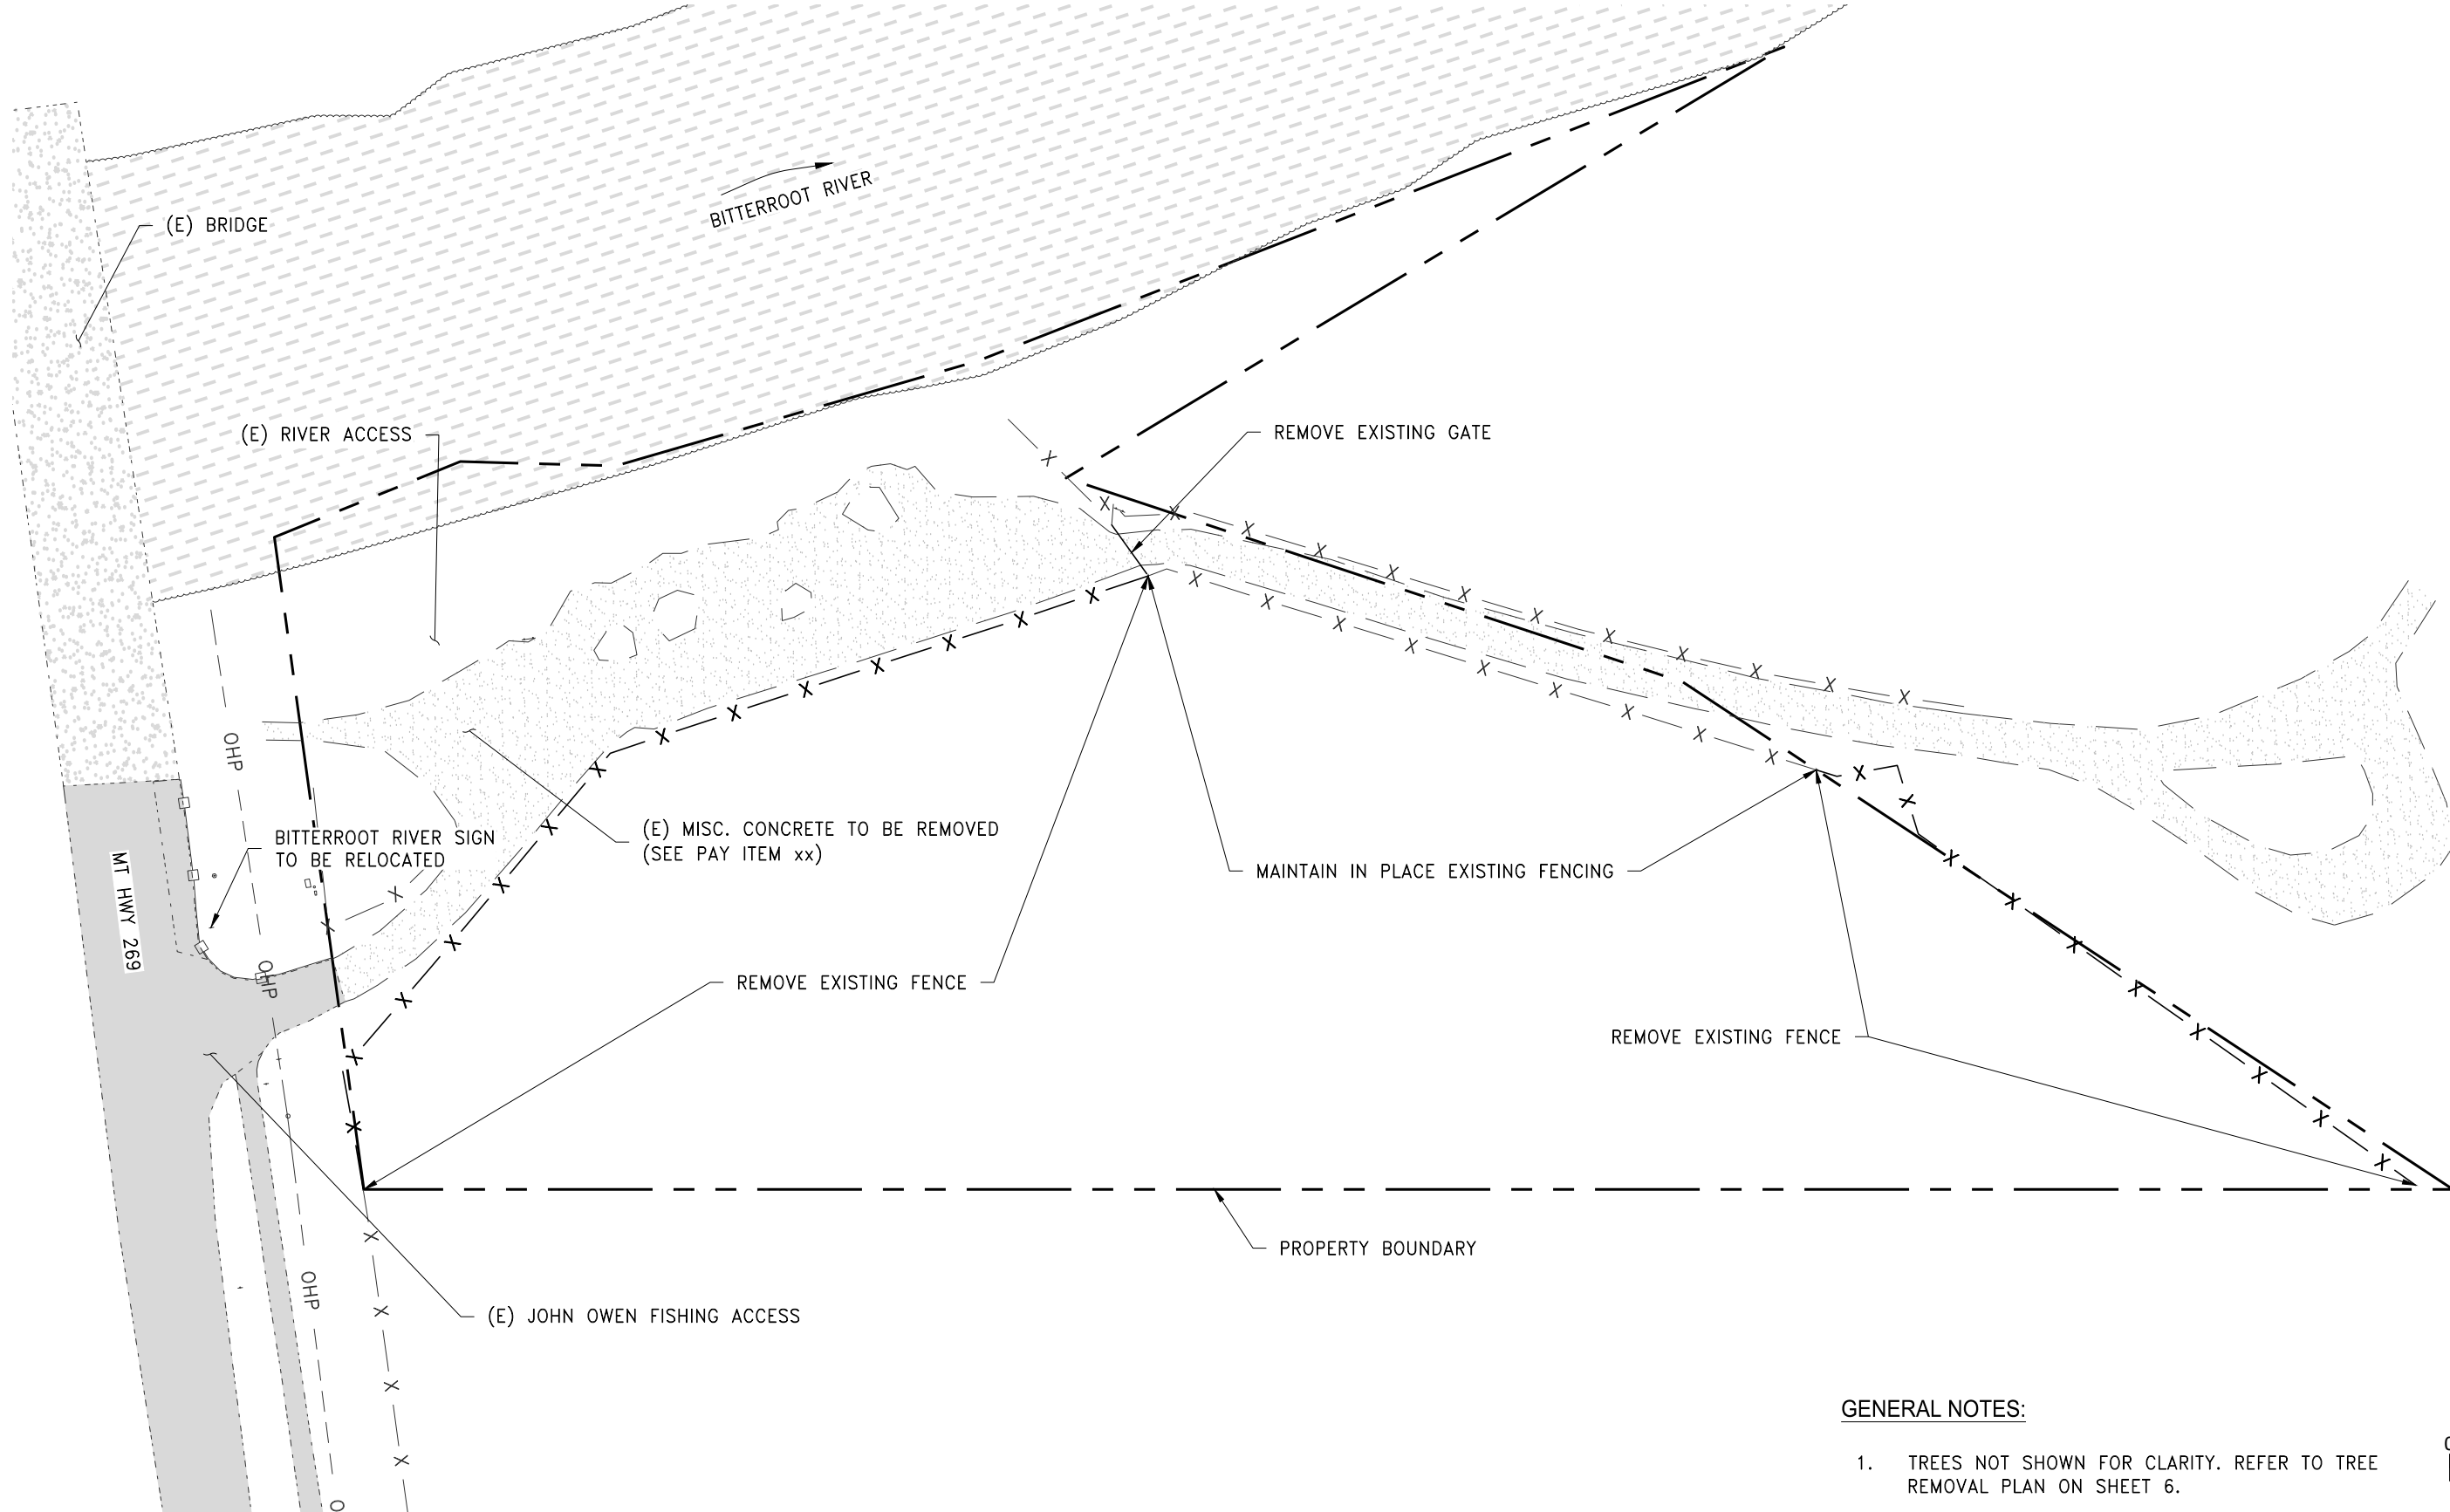 BITTERROOT RIVER
(E) BRIDGE
(E) RIVER ACCESS
REMOVE EXISTING GATE
OHP
(E) MISC. CONCRETE TO BE REMOVED
(SEE PAY ITEM xx)
BITTERROOT RIVER SIGN
TO BE RELOCATED
MAINTAIN IN PLACE EXISTING FENCING
MT HWY 269
OHP
REMOVE EXISTING FENCE
REMOVE EXISTING FENCE
PROPERTY BOUNDARY
OHP
(E) JOHN OWEN FISHING ACCESS
GENERAL NOTES:
1. TREES NOT SHOWN FOR CLARITY. REFER TO TREE
REMOVAL PLAN ON SHEET 6.